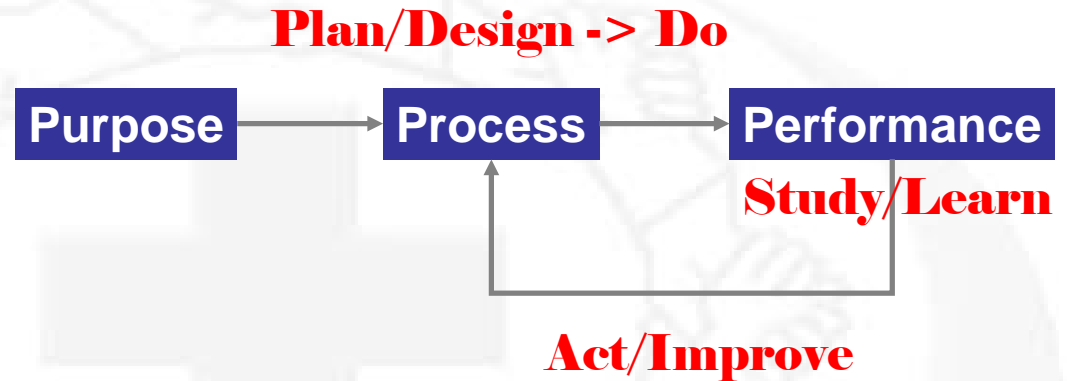 Plan/Design -> Do
Purpose Process Performance
Study/Learn
Act/Improve